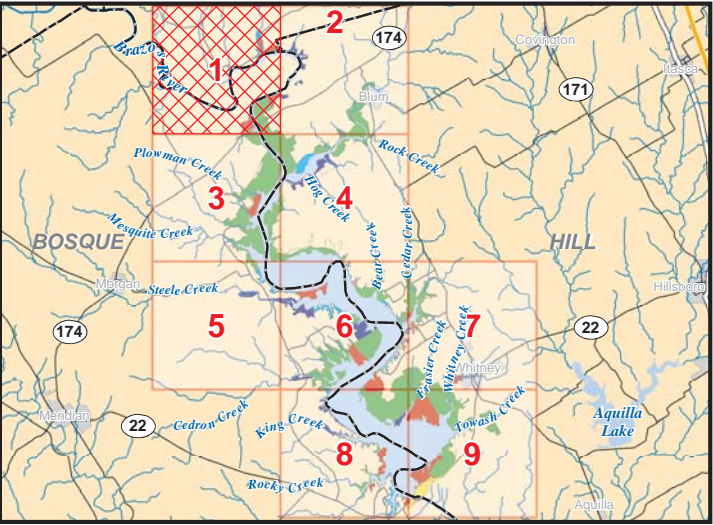 2
174
Covington
Itasca
Brazos River
1
171
Blum
Plowman Creek
Rock Creek
Hog Creek
3
4
Mesquite Creek
Bear Creek
Cedar Creek
BOSQUE
HILL
Morgan
Steele Creek
Hillsboro
174
5
6
7
22
Frasier Creek
Whitney Creek
Whitney
Meridian
22
Cedron Creek
King Creek
Towash Creek
Aquilla
Lake
8
9
Rocky Creek
Aquilla